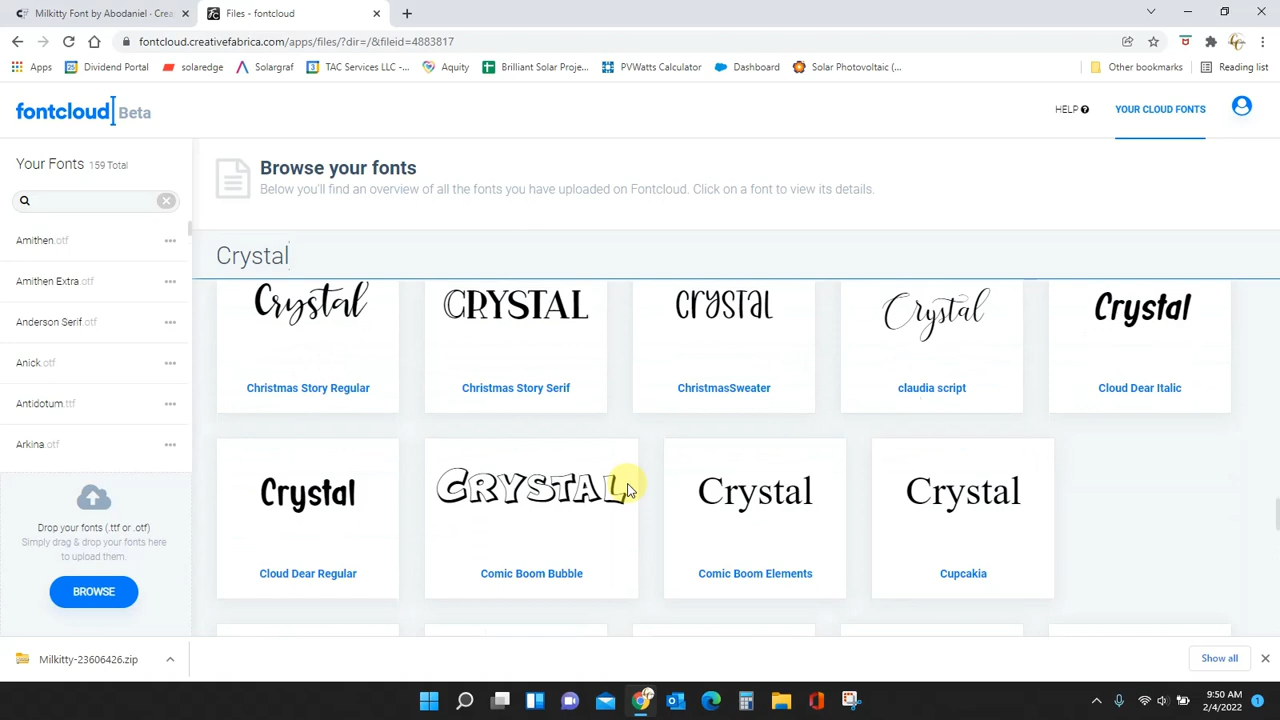 Milkitty Font by Abodaniel - Crea
Files - fontcloud
fontcloud.creativefabrica.com/apps/files/?dir=/&fileid=4883817
Apps
Dividend Portal
solaredge
Solargraf
TAC Services LLC -...
Aquity
Brilliant Solar Proje...
PVWatts Calculator
Dashboard
Solar Photovoltaic (...
Other bookmarks
Reading list
fontcloud Beta
HELP
YOUR CLOUD FONTS
Your Fonts 159 Total
Browse your fonts
Below you'll find an overview of all the fonts you have uploaded on Fontcloud. Click on a font to view its details.
Amithen.otf
Amithen Extra.otf
Anderson Serif.otf
Anick.otf
Antidotum.ttf
Arkina.otf
Crystal
Crystal
CRYSTAL
crystal
Crystal
Crystal
Christmas Story Regular
Christmas Story Serif
ChristmasSweater
claudia script
Cloud Dear Italic
Crystal
CRYSTAL
Crystal
Crystal
Cloud Dear Regular
Comic Boom Bubble
Comic Boom Elements
Cupcakia
Drop your fonts (.ttf or .otf)
Simply drag & drop your fonts here
to upload them.
BROWSE
Milkitty-23606426.zip
Show all
9:50 AM
2/4/2022
1